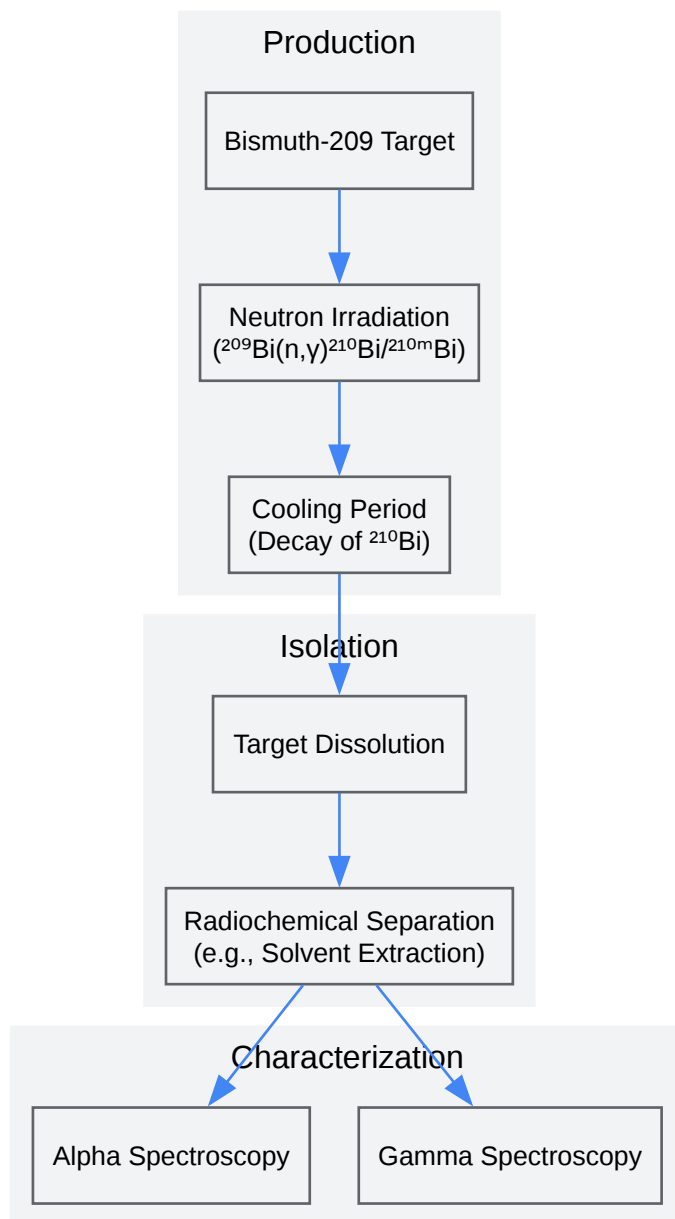 Production
Bismuth-209 Target
Neutron Irradiation
(²⁰⁹Bi(n,γ)²¹⁰Bi/²¹⁰ᵐBi)
Cooling Period
(Decay of ²¹⁰Bi)
Isolation
Target Dissolution
Radiochemical Separation
(e.g., Solvent Extraction)
Characterization
Alpha Spectroscopy
Gamma Spectroscopy